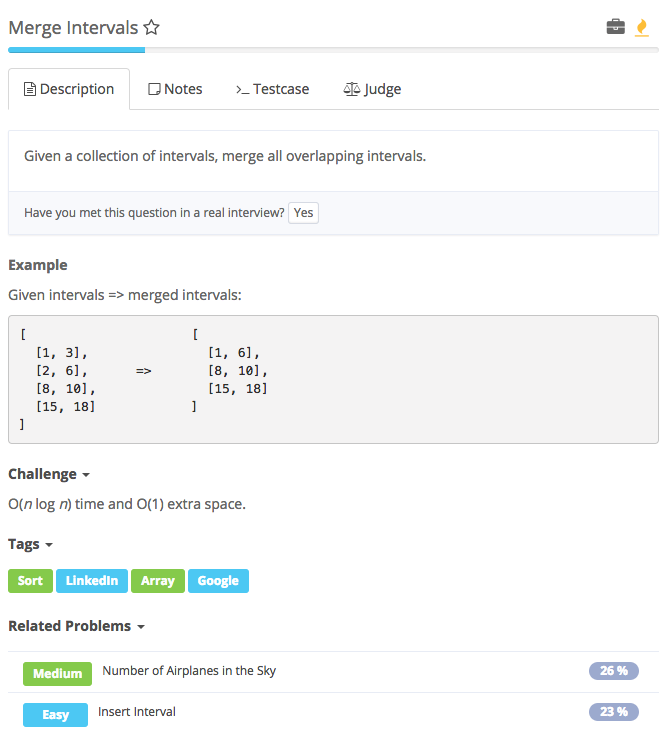 Merge Intervals
Description Notes >_ Testcase Judge
Given a collection of intervals, merge all overlapping intervals.
Have you met this question in a real interview? Yes
Example
Given intervals => merged intervals:
[ [
[1, 3], [1, 6],
[2, 6], => [8, 10],
[8, 10], [15, 18]
[15, 18] ]
]
Challenge
O(n log n) time and O(1) extra space.
Tags
Sort LinkedIn Array Google
Related Problems
Medium Number of Airplanes in the Sky 26 %
Easy Insert Interval 23 %